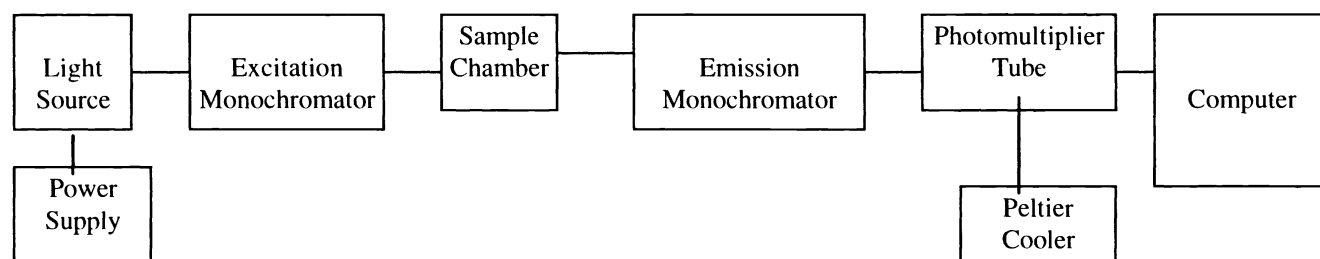 Light
Source
Excitation
Monochromator
Sample
Chamber
Emission
Monochromator
Photomultiplier
Tube
Computer
Power
Supply
Peltier
Cooler